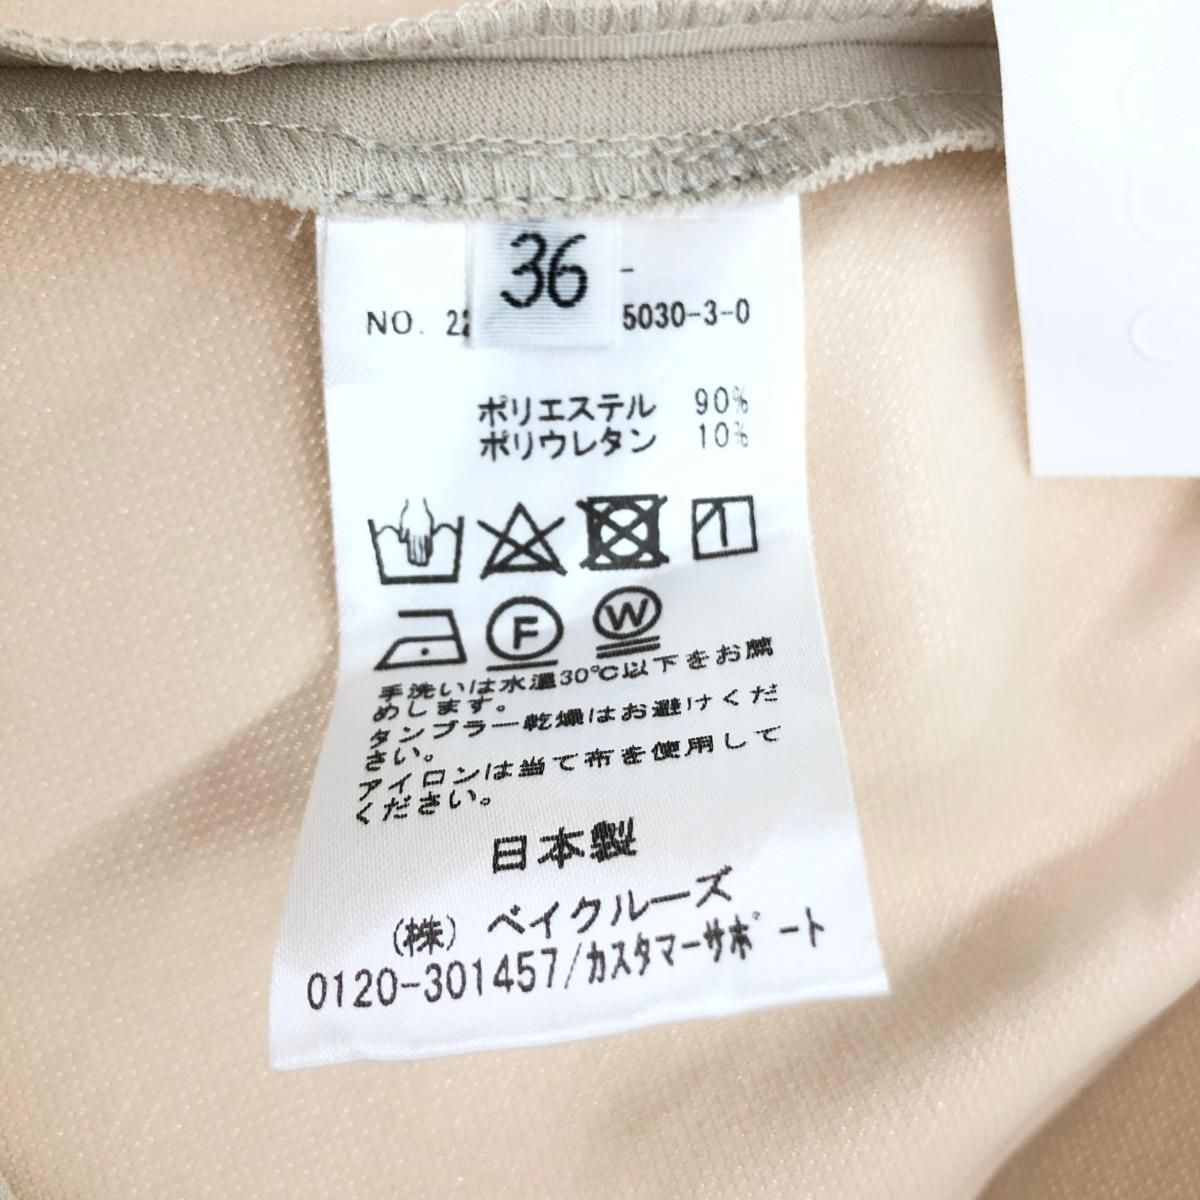 36 -
NO. 22 5030-3-0
ポリエステル 90%
ポリウレタン 10%
F W
手洗いは水温30℃以下をお薦
めします。
タンブラー乾燥はお避けくだ
さい。
アイロンは当て布を使用して
ください。
日本製
(株) ベイクルーズ
0120-301457/カスタマーサポート